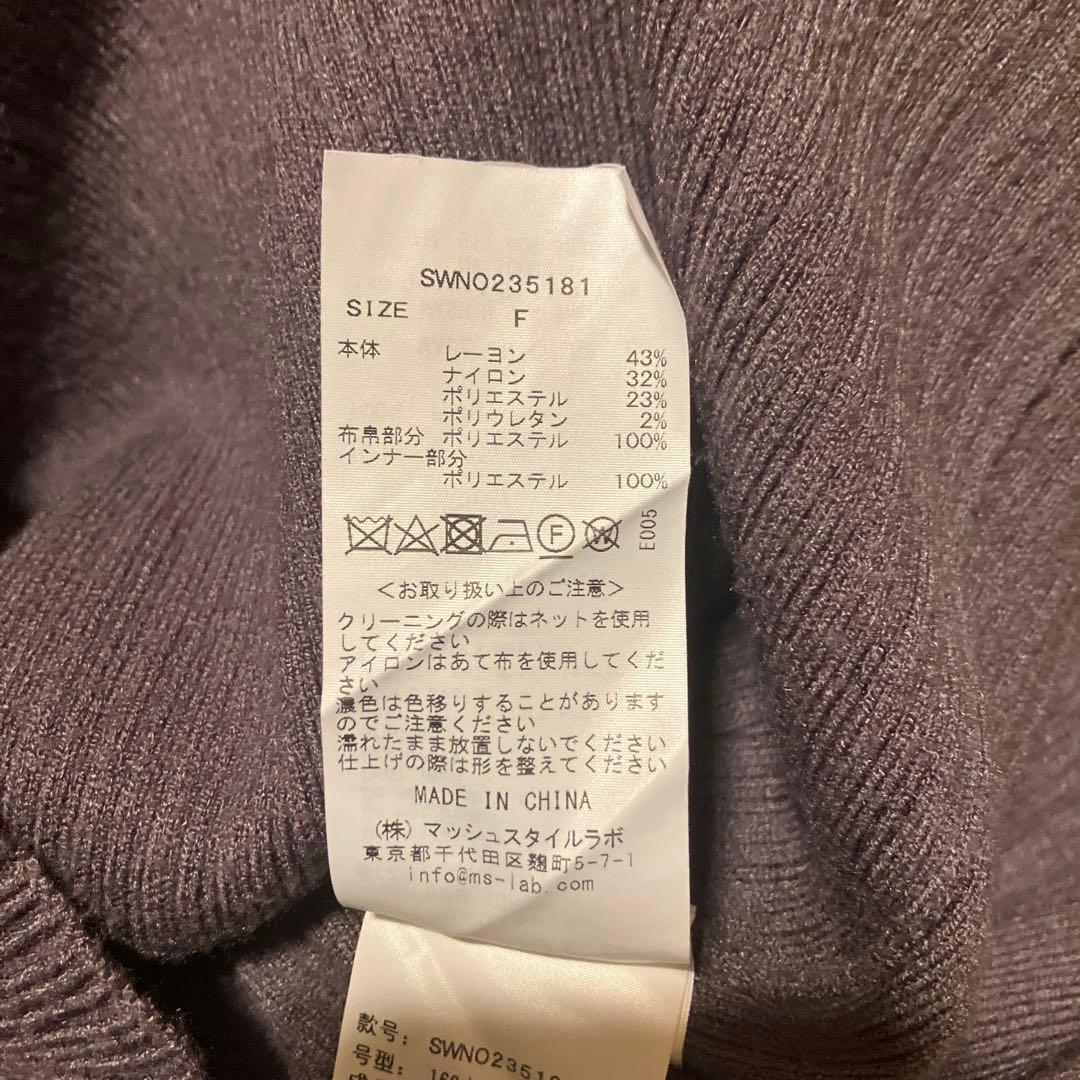 SWNO235181
SIZE F
本体 レーヨン 43%
ナイロン 32%
ポリエステル 23%
ポリウレタン 2%
布帛部分 ポリエステル 100%
インナー部分
ポリエステル 100%
F W E005
＜お取り扱い上のご注意＞
クリーニングの際はネットを使用
してください
アイロンはあて布を使用してくだ
さい
濃色は色移りすることがあります
のでご注意ください
濡れたまま放置しないでください
仕上げの際は形を整えてください
MADE IN CHINA
(株)マッシュスタイルラボ
東京都千代田区麹町5-7-1
info@ms-lab.com
款号: SWNO23518
号型: